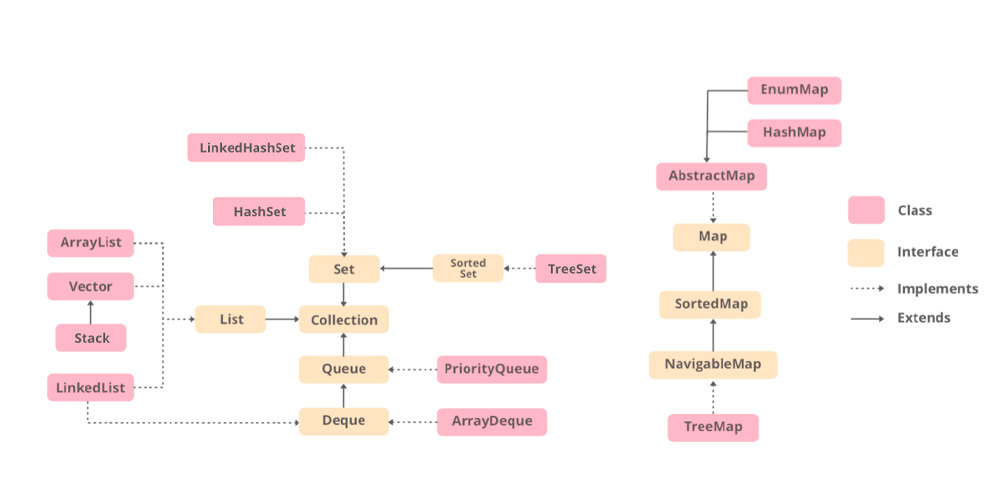 EnumMap
HashMap
LinkedHashSet
AbstractMap
HashSet
Class
ArrayList
Map
Interface
Set
Sorted
Set
TreeSet
Vector
Implements
SortedMap
List
Collection
Extends
Stack
Queue
PriorityQueue
NavigableMap
LinkedList
Deque
ArrayDeque
TreeMap